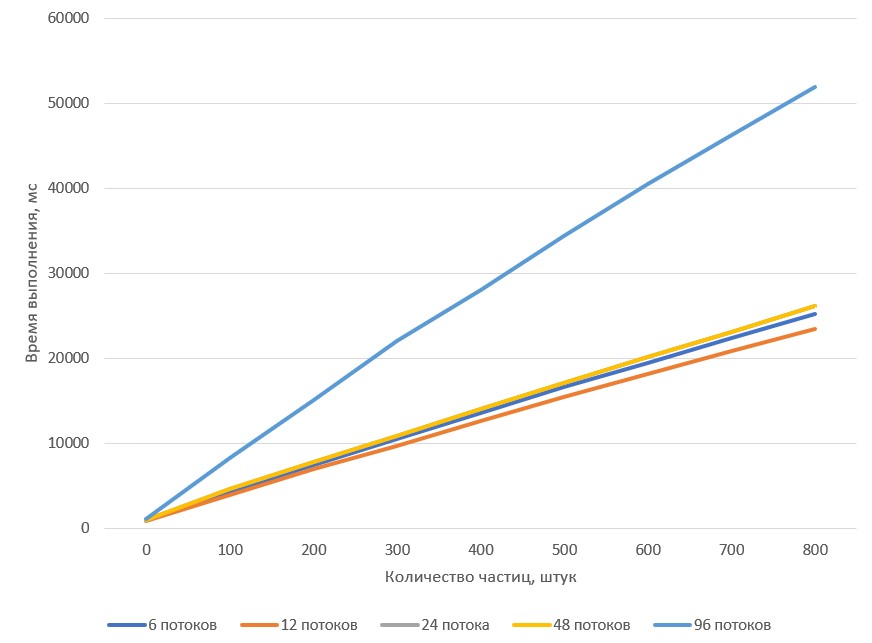 60000
50000
40000
30000
20000
10000
0
Время выполнения, мс
0 100 200 300 400 500 600 700 800
Количество частиц, штук
6 потоков 12 потоков 24 потока 48 потоков 96 потоков